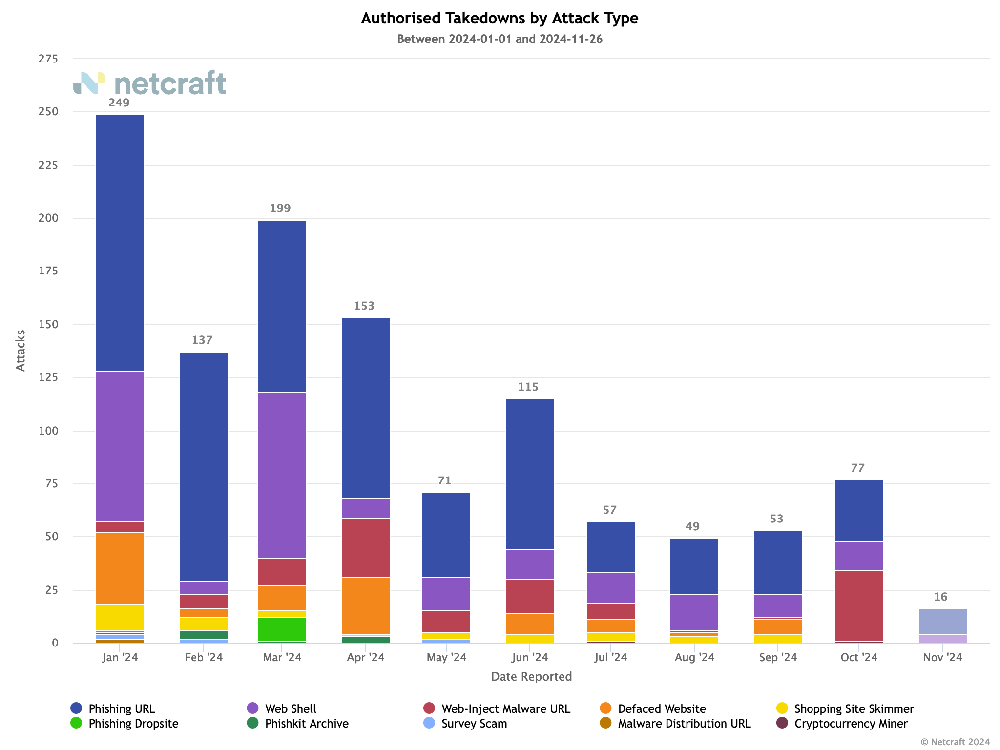 Authorised Takedowns by Attack Type
Between 2024-01-01 and 2024-11-26
275
netcraft
249
250
225
199
200
175
153
150
137
125
115
100
77
75
71
57
53
50
49
25
16
0
Attacks
Jan '24 Feb '24 Mar '24 Apr '24 May '24 Jun '24 Jul '24 Aug '24 Sep '24 Oct '24 Nov '24
Date Reported
Phishing URL Web Shell Web-Inject Malware URL Defaced Website Shopping Site Skimmer
Phishing Dropsite Phishkit Archive Survey Scam Malware Distribution URL Cryptocurrency Miner
© Netcraft 2024